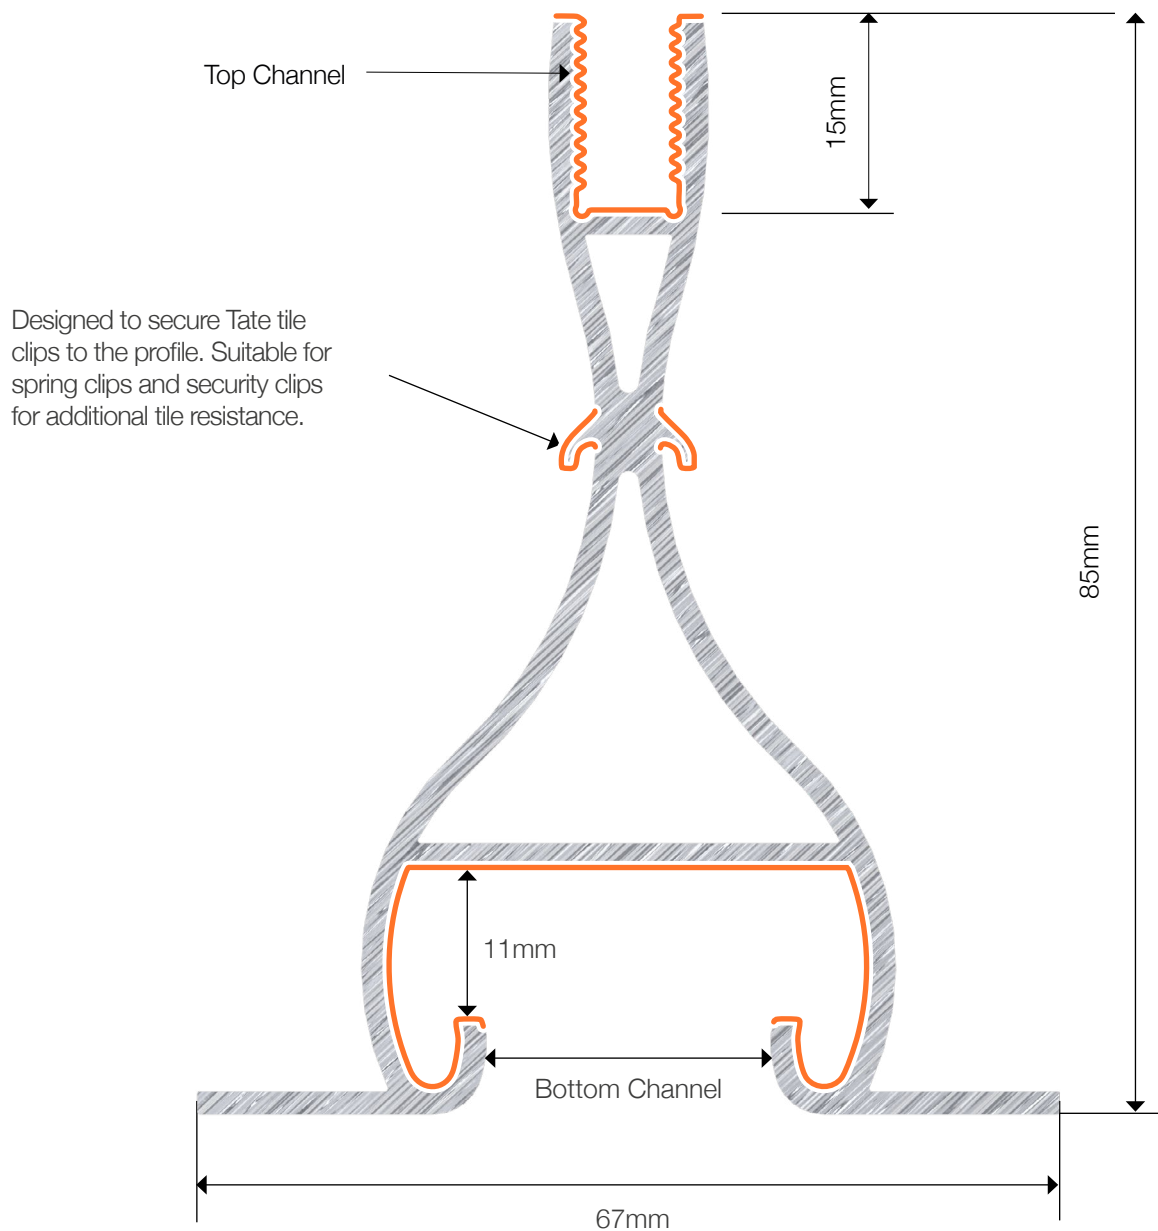 Top Channel
15mm
Designed to secure Tate tile
clips to the profile. Suitable for
spring clips and security clips
for additional tile resistance.
85mm
11mm
Bottom Channel
67mm